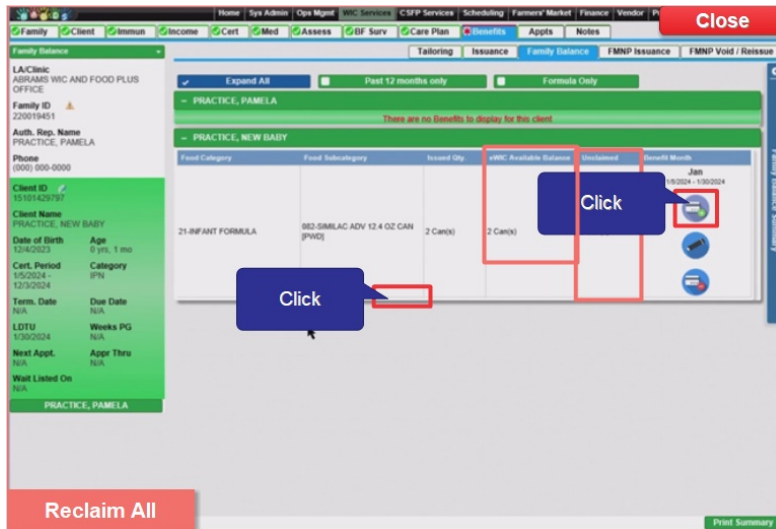 Home Sys Admin Ops Mgmt WIC Services CSFP Services Scheduling Farmers' Market Finance Vendor
Close
Family Client Immun Income Cert Med Assess BF Surv Care Plan Benefits Appts Notes
Family Balance
Tailoring Issuance Family Balance FMNP Issuance FMNP Void / Reissue
LA/Clinic
ABRAMS WIC AND FOOD PLUS
OFFICE
Family ID
220019451
Auth. Rep. Name
PRACTICE, PAMELA
Phone
(000) 000-0000
Client ID
15101429797
Client Name
PRACTICE, NEW BABY
Date of Birth Age
12/4/2023 0 yrs, 1 mo
Cert. Period Category
1/5/2024 - IPN
12/3/2024
Term. Date Due Date
N/A N/A
LDTU Weeks PG
1/30/2024 N/A
Next Appt. Appr Thru
N/A N/A
Wait Listed On
N/A
PRACTICE, PAMELA
Expand All Past 12 months only Formula Only
− PRACTICE, PAMELA
There are no Benefits to display for this client
− PRACTICE, NEW BABY
Food Category Food Subcategory Issued Qty. eWIC Available Balance Unclaimed Benefit Month
Jan
1/5/2024 - 1/30/2024
21-INFANT FORMULA 082-SIMILAC ADV 12.4 OZ CAN [PWD] 2 Can(s) 2 Can(s)
Click
Click
Reclaim All
Print Summary